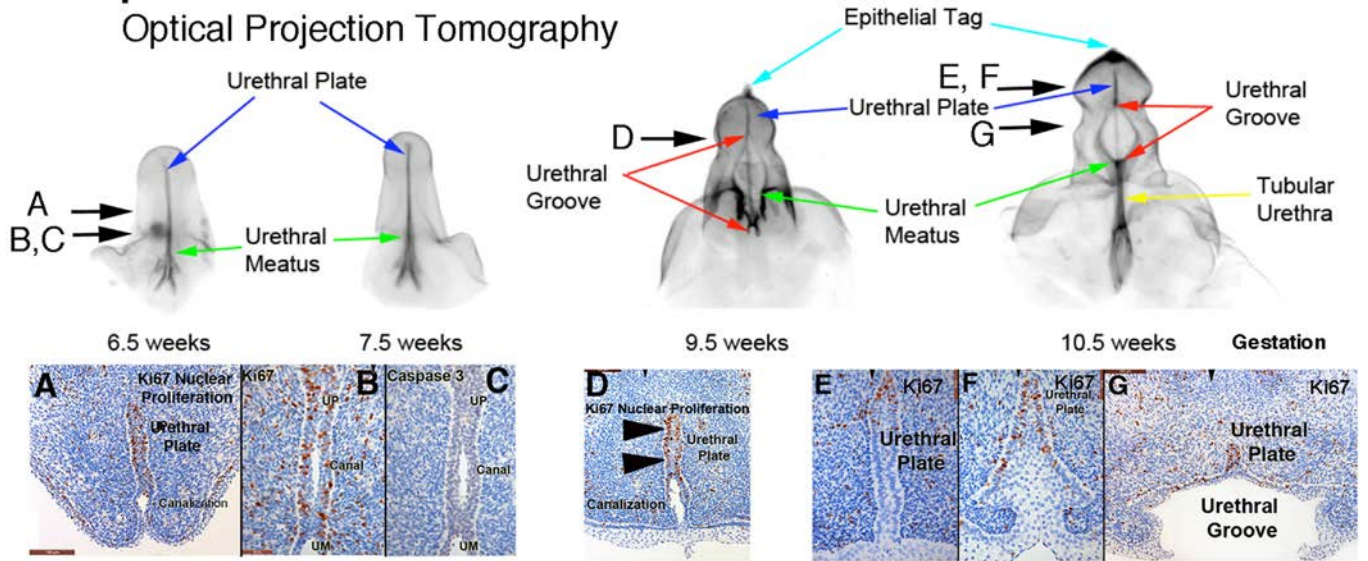 Optical Projection Tomography
Epithelial Tag
Urethral Plate
E, F
Urethral Plate
Urethral
Groove
D
G
A
Urethral
Groove
B,C
Urethral
Meatus
Urethral
Meatus
Tubular
Urethra
6.5 weeks
7.5 weeks
9.5 weeks
10.5 weeks
Gestation
A
Ki67 Nuclear
Proliferation
Urethral
Plate
Canalization
Ki67
B
UP
Canal
UM
Caspase 3
C
UP
Canal
UM
D
Ki67 Nuclear Proliferation
Urethral
Plate
Canalization
E
Ki67
Urethral
Plate
F
Ki67
Urethral
Plate
G
Ki67
Urethral
Plate
Urethral
Groove